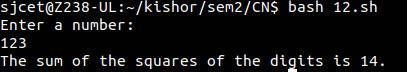 sjcet@Z238-UL:~/kishor/sem2/CN$ bash 12.sh
Enter a number:
123
The sum of the squares of the digits is 14.